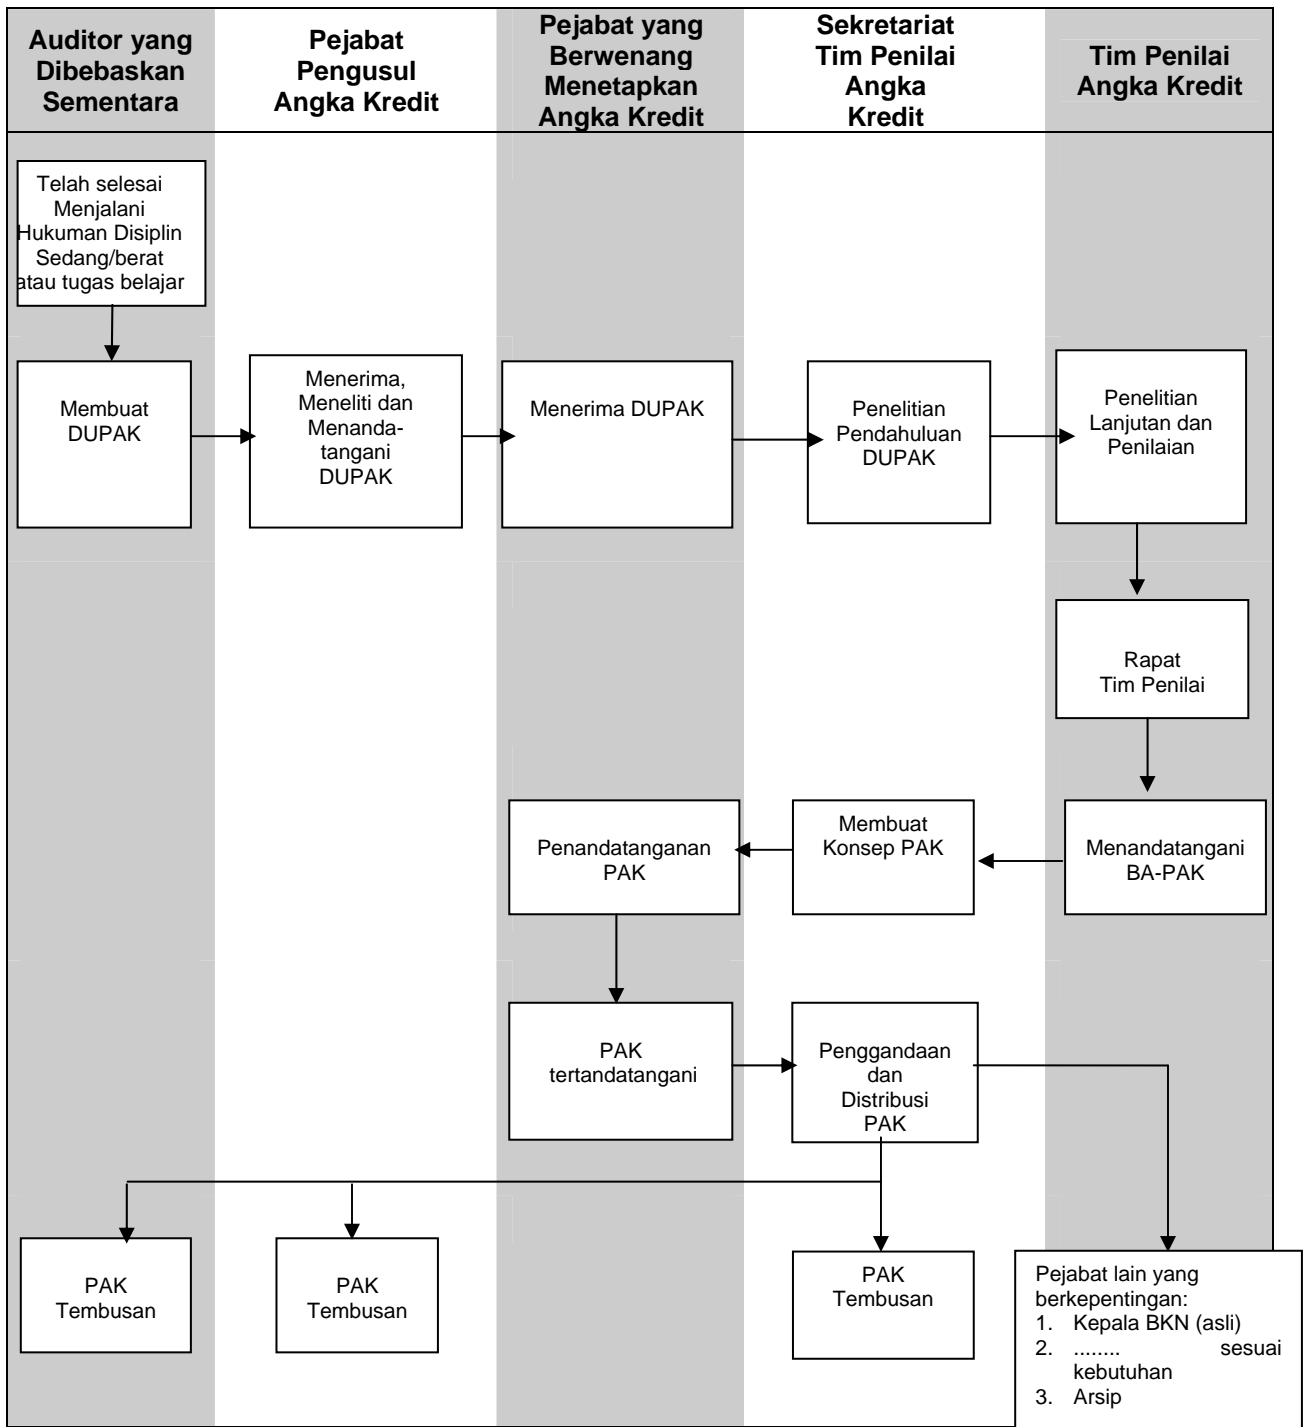 Auditor yang
Dibebaskan
Sementara
Pejabat
Pengusul
Angka Kredit
Pejabat yang
Berwenang
Menetapkan
Angka Kredit
Sekretariat
Tim Penilai
Angka
Kredit
Tim Penilai
Angka Kredit
Telah selesai
Menjalani
Hukuman Disiplin
Sedang/berat
atau tugas belajar
Membuat
DUPAK
Menerima,
Meneliti dan
Menanda-
tangani
DUPAK
Menerima DUPAK
Penelitian
Pendahuluan
DUPAK
Penelitian
Lanjutan dan
Penilaian
Rapat
Tim Penilai
Penandatanganan
PAK
Membuat
Konsep PAK
Menandatangani
BA-PAK
PAK
tertandatangani
Penggandaan
dan
Distribusi
PAK
PAK
Tembusan
PAK
Tembusan
PAK
Tembusan
Pejabat lain yang
berkepentingan:
1. Kepala BKN (asli)
2. ........ sesuai
kebutuhan
3. Arsip